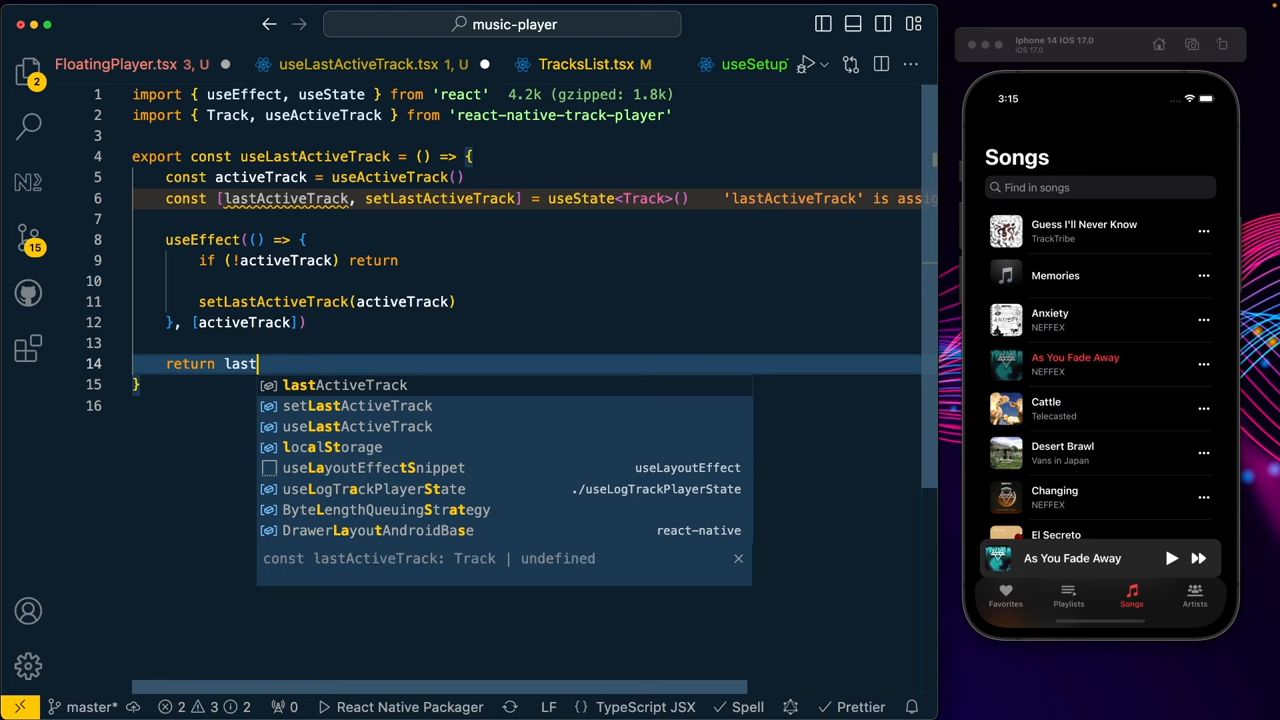 music-player
FloatingPlayer.tsx 3, U
useLastActiveTrack.tsx 1, U
TracksList.tsx M
useSetup
1 import { useEffect, useState } from 'react' 4.2k (gzipped: 1.8k)
2 import { Track, useActiveTrack } from 'react-native-track-player'
3
4 export const useLastActiveTrack = () => {
5 const activeTrack = useActiveTrack()
6 const [lastActiveTrack, setLastActiveTrack] = useState<Track>() 'lastActiveTrack' is assig
7
8 useEffect(() => {
9 if (!activeTrack) return
10
11 setLastActiveTrack(activeTrack)
12 }, [activeTrack])
13
14 return last
15 }
16
lastActiveTrack
setLastActiveTrack
useLastActiveTrack
localStorage
useLayoutEffectSnippet useLayoutEffect
useLogTrackPlayerState ./useLogTrackPlayerState
ByteLengthQueuingStrategy
DrawerLayoutAndroidBase react-native
const lastActiveTrack: Track | undefined
2
15
master* 2 3 2 0 React Native Packager LF {} TypeScript JSX Spell Prettier
Iphone 14 IOS 17.0
iOS 17.0
3:15
Songs
Find in songs
Guess I'll Never Know
TrackTribe
Memories
Anxiety
NEFFEX
As You Fade Away
NEFFEX
Cattle
Telecasted
Desert Brawl
Vans in Japan
Changing
NEFFEX
El Secreto
As You Fade Away
Favorites
Playlists
Songs
Artists